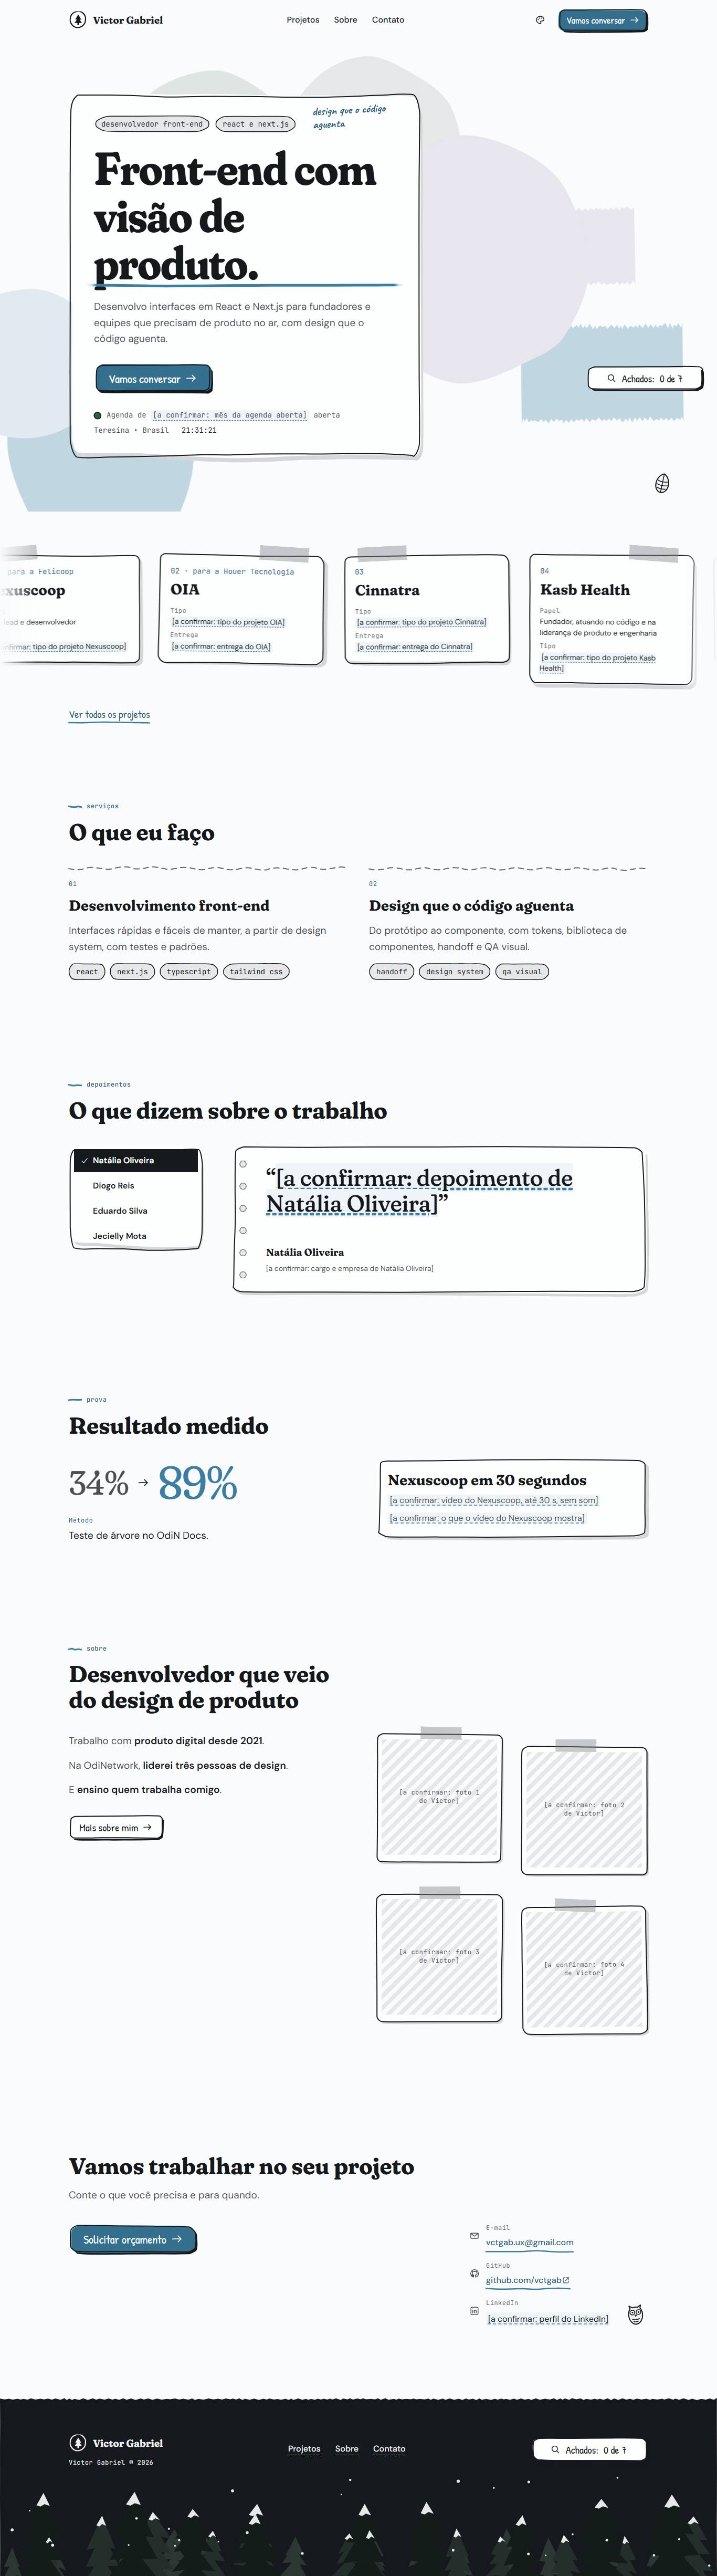 Victor Gabriel
Projetos Sobre Contato
Vamos conversar →
desenvolvedor front-end
react e next.js
design que o código
aguenta
Front-end com
visão de
produto.
Desenvolvo interfaces em React e Next.js para fundadores e
equipes que precisam de produto no ar, com design que o
código aguenta.
Vamos conversar →
Agenda de [a confirmar: mês da agenda aberta] aberta
Teresina • Brasil 21:31:21
Achados: 0 de 7
para a Felicoop
exuscoop
ead e desenvolvedor
nfirmar: tipo do projeto Nexuscoop]
02 · para a Houer Tecnologia
OIA
Tipo
[a confirmar: tipo do projeto OIA]
Entrega
[a confirmar: entrega do OIA]
03
Cinnatra
Tipo
[a confirmar: tipo do projeto Cinnatra]
Entrega
[a confirmar: entrega do Cinnatra]
04
Kasb Health
Papel
Fundador, atuando no código e na
liderança de produto e engenharia
Tipo
[a confirmar: tipo do projeto Kasb
Health]
Ver todos os projetos
serviços
O que eu faço
01
Desenvolvimento front-end
Interfaces rápidas e fáceis de manter, a partir de design
system, com testes e padrões.
react
next.js
typescript
tailwind css
02
Design que o código aguenta
Do protótipo ao componente, com tokens, biblioteca de
componentes, handoff e QA visual.
handoff
design system
qa visual
depoimentos
O que dizem sobre o trabalho
Natália Oliveira
Diogo Reis
Eduardo Silva
Jecielly Mota
“[a confirmar: depoimento de
Natália Oliveira]”
Natália Oliveira
[a confirmar: cargo e empresa de Natália Oliveira]
prova
Resultado medido
34% → 89%
Método
Teste de árvore no OdiN Docs.
Nexuscoop em 30 segundos
[a confirmar: vídeo do Nexuscoop, até 30 s, sem som]
[a confirmar: o que o vídeo do Nexuscoop mostra]
sobre
Desenvolvedor que veio
do design de produto
Trabalho com produto digital desde 2021.
Na OdiNetwork, liderei três pessoas de design.
E ensino quem trabalha comigo.
Mais sobre mim →
[a confirmar: foto 1
de Victor]
[a confirmar: foto 2
de Victor]
[a confirmar: foto 3
de Victor]
[a confirmar: foto 4
de Victor]
Vamos trabalhar no seu projeto
Conte o que você precisa e para quando.
Solicitar orçamento →
E-mail
vctgab.ux@gmail.com
GitHub
github.com/vctgab
LinkedIn
[a confirmar: perfil do LinkedIn]
Victor Gabriel
Victor Gabriel © 2026
Projetos Sobre Contato
Achados: 0 de 7